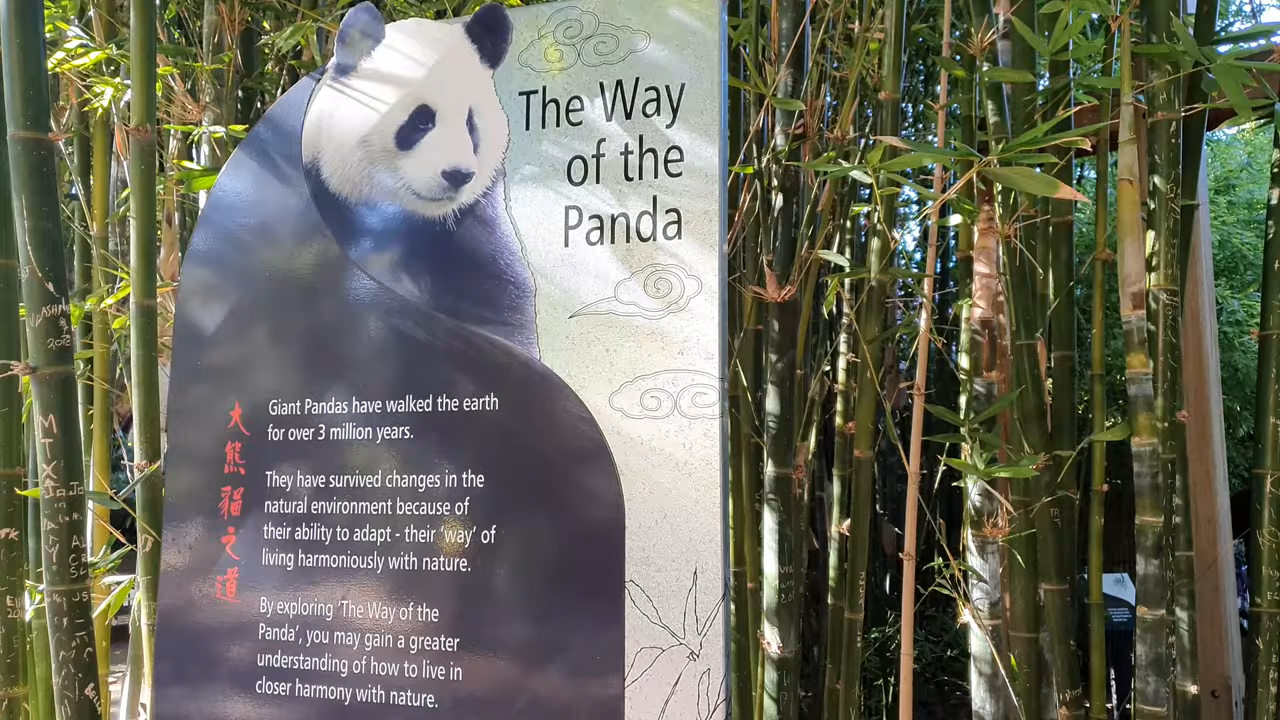 The Way
of the
Panda
大熊貓之道
Giant Pandas have walked the earth
for over 3 million years.
They have survived changes in the
natural environment because of
their ability to adapt - their 'way' of
living harmoniously with nature.
By exploring 'The Way of the
Panda', you may gain a greater
understanding of how to live in
closer harmony with nature.